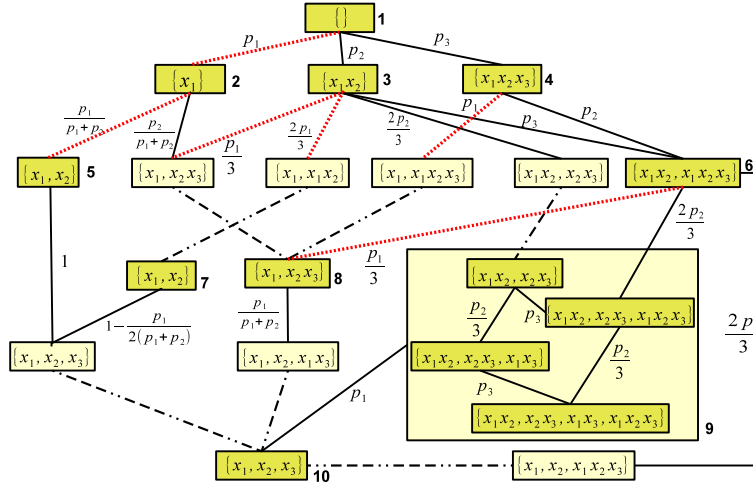 {} 1
p₁ p₂ p₃
{x₁} 2 {x₁x₂} 3 {x₁x₂x₃} 4
p₁/(p₁+p₂) p₂/(p₁+p₂) p₁/3 2p₁/3 2p₂/3 p₁ p₃ p₂
{x₁, x₂} 5 {x₁, x₂x₃} {x₁, x₁x₂} {x₁, x₁x₂x₃} {x₁x₂, x₂x₃} {x₁x₂, x₁x₂x₃} 6
1 p₁/3 2p₂/3
{x₁, x₂} 7 {x₁, x₂x₃} 8 {x₁x₂, x₂x₃}
1−p₁/(2(p₁+p₂)) p₁/(p₁+p₂) p₂/3 p₃ {x₁x₂, x₂x₃, x₁x₂x₃}
{x₁, x₂, x₃} {x₁, x₂, x₁x₃} {x₁x₂, x₂x₃, x₁x₃} p₂/3
p₁ p₃
{x₁x₂, x₂x₃, x₁x₃, x₁x₂x₃} 9
{x₁, x₂, x₃} 10 {x₁, x₂, x₁x₂x₃}